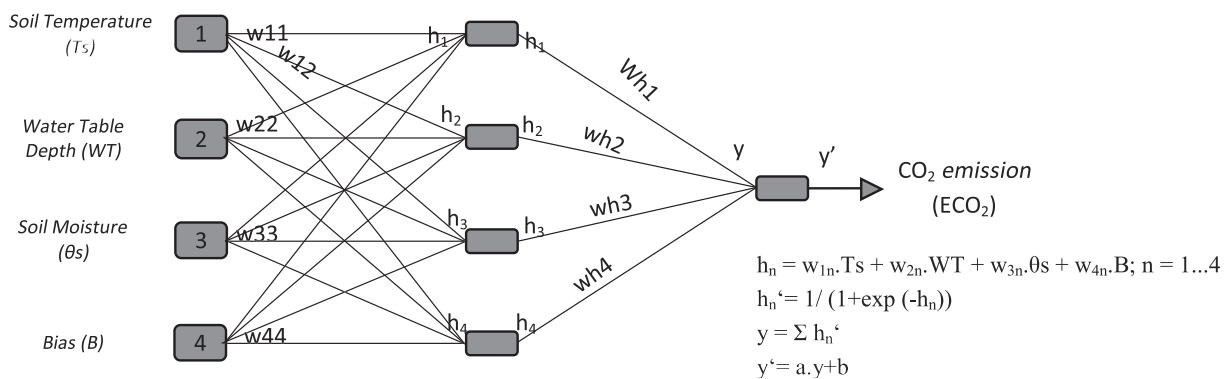 Soil Temperature
(Ts)
1
w11
w12
h₁
h₁
Wh1
Water Table
Depth (WT)
2
w22
h₂
h₂
wh2
y
y’
CO₂ emission
(ECO₂)
Soil Moisture
(θs)
3
w33
h₃
h₃
wh3
Bias (B)
4
w44
h₄
h₄
wh4
hₙ = w₁ₙ.Ts + w₂ₙ.WT + w₃ₙ.θs + w₄ₙ.B; n = 1...4
hₙ‘= 1/ (1+exp (-hₙ))
y = Σ hₙ‘
y‘= a.y+b